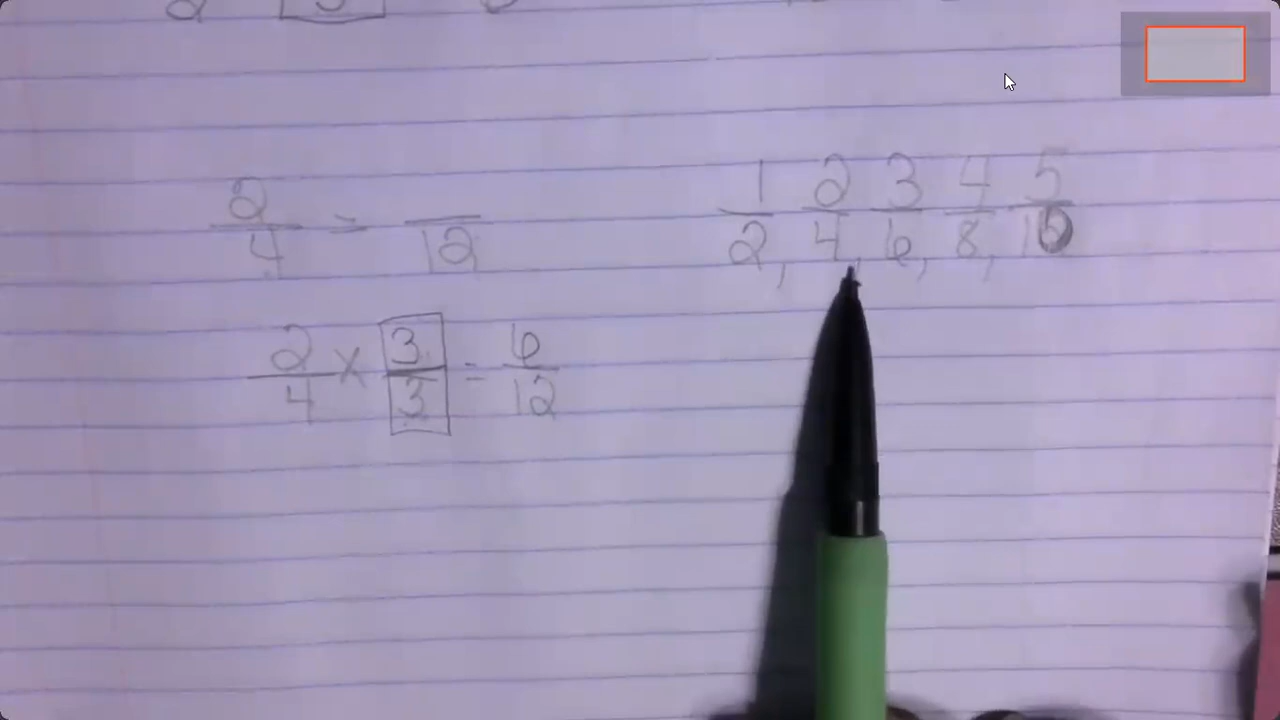 2/4 = /12
1/2, 2/4, 3/6, 4/8, 5/10
2/4 x 3/3 = 6/12